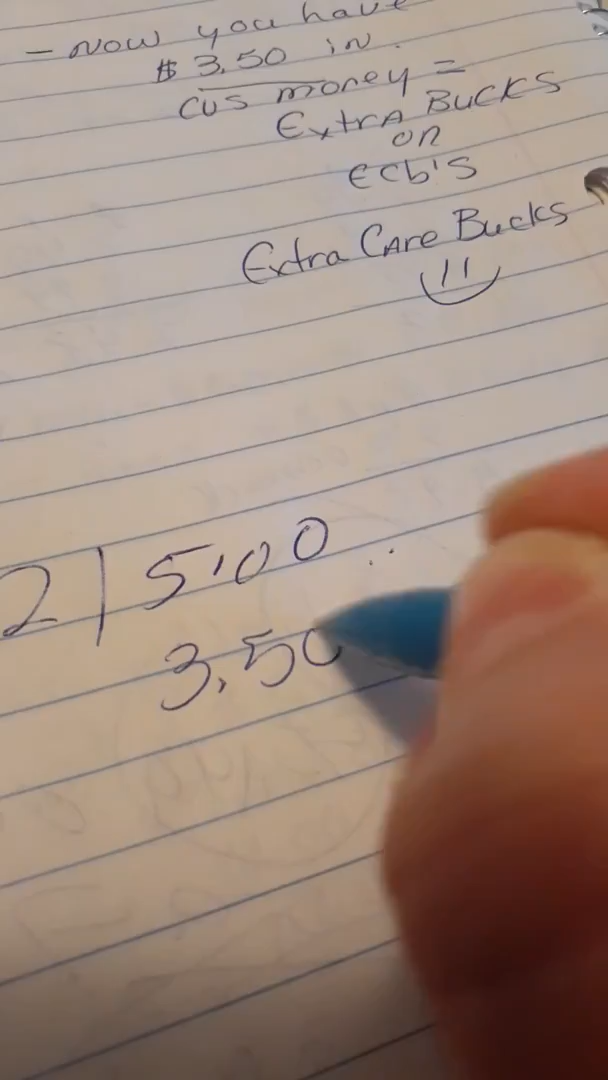 - now you have
$ 3.50 in
CVS money =
Extra Bucks
or
ECB's
Extra Care Bucks
2 | 5.00
3.50